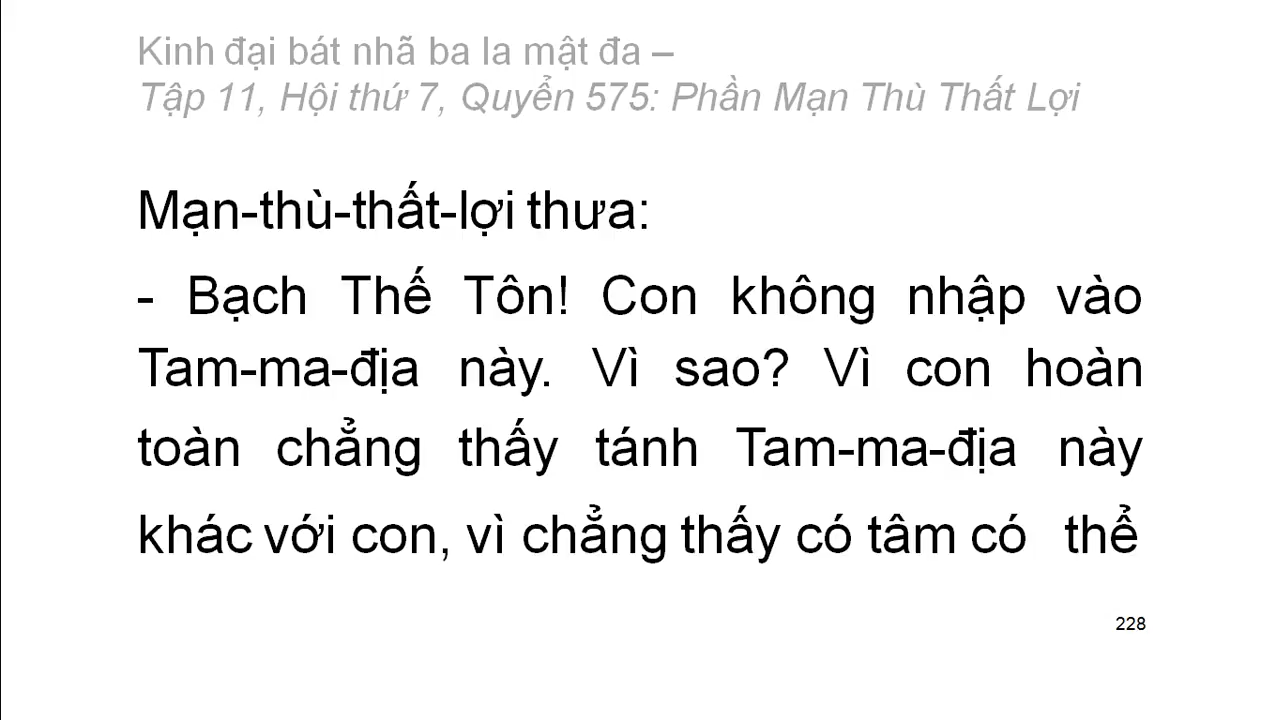 Kinh đại bát nhã ba la mật đa –
Tập 11, Hội thứ 7, Quyển 575: Phần Mạn Thù Thất Lợi
Mạn-thù-thất-lợi thưa:
- Bạch Thế Tôn! Con không nhập vào
Tam-ma-địa này. Vì sao? Vì con hoàn
toàn chẳng thấy tánh Tam-ma-địa này
khác với con, vì chẳng thấy có tâm có thể
228